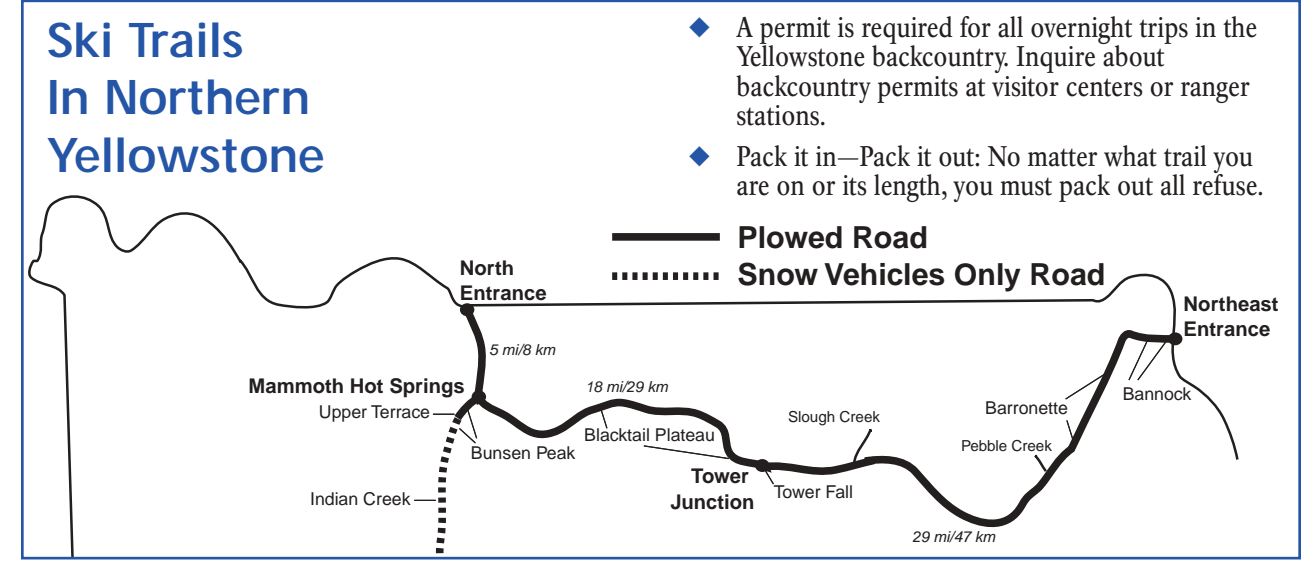 Ski Trails
In Northern
Yellowstone
◆ A permit is required for all overnight trips in the
Yellowstone backcountry. Inquire about
backcountry permits at visitor centers or ranger
stations.
◆ Pack it in—Pack it out: No matter what trail you
are on or its length, you must pack out all refuse.
Plowed Road
Snow Vehicles Only Road
North
Entrance
Northeast
Entrance
5 mi/8 km
Mammoth Hot Springs
18 mi/29 km
Upper Terrace
Bannock
Barronette
Slough Creek
Blacktail Plateau
Bunsen Peak
Pebble Creek
Tower
Junction
Tower Fall
Indian Creek
29 mi/47 km